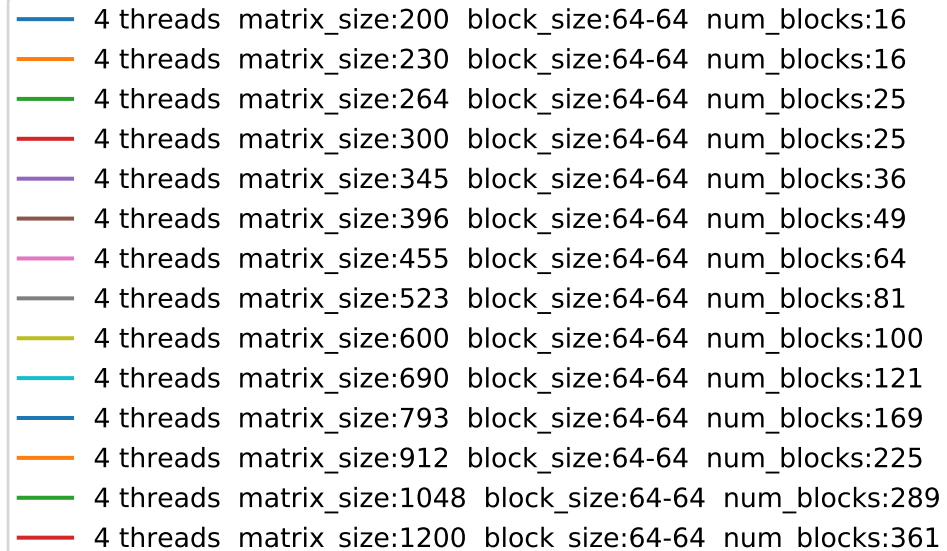 4 threads matrix_size:200 block_size:64-64 num_blocks:16
4 threads matrix_size:230 block_size:64-64 num_blocks:16
4 threads matrix_size:264 block_size:64-64 num_blocks:25
4 threads matrix_size:300 block_size:64-64 num_blocks:25
4 threads matrix_size:345 block_size:64-64 num_blocks:36
4 threads matrix_size:396 block_size:64-64 num_blocks:49
4 threads matrix_size:455 block_size:64-64 num_blocks:64
4 threads matrix_size:523 block_size:64-64 num_blocks:81
4 threads matrix_size:600 block_size:64-64 num_blocks:100
4 threads matrix_size:690 block_size:64-64 num_blocks:121
4 threads matrix_size:793 block_size:64-64 num_blocks:169
4 threads matrix_size:912 block_size:64-64 num_blocks:225
4 threads matrix_size:1048 block_size:64-64 num_blocks:289
4 threads matrix_size:1200 block_size:64-64 num_blocks:361